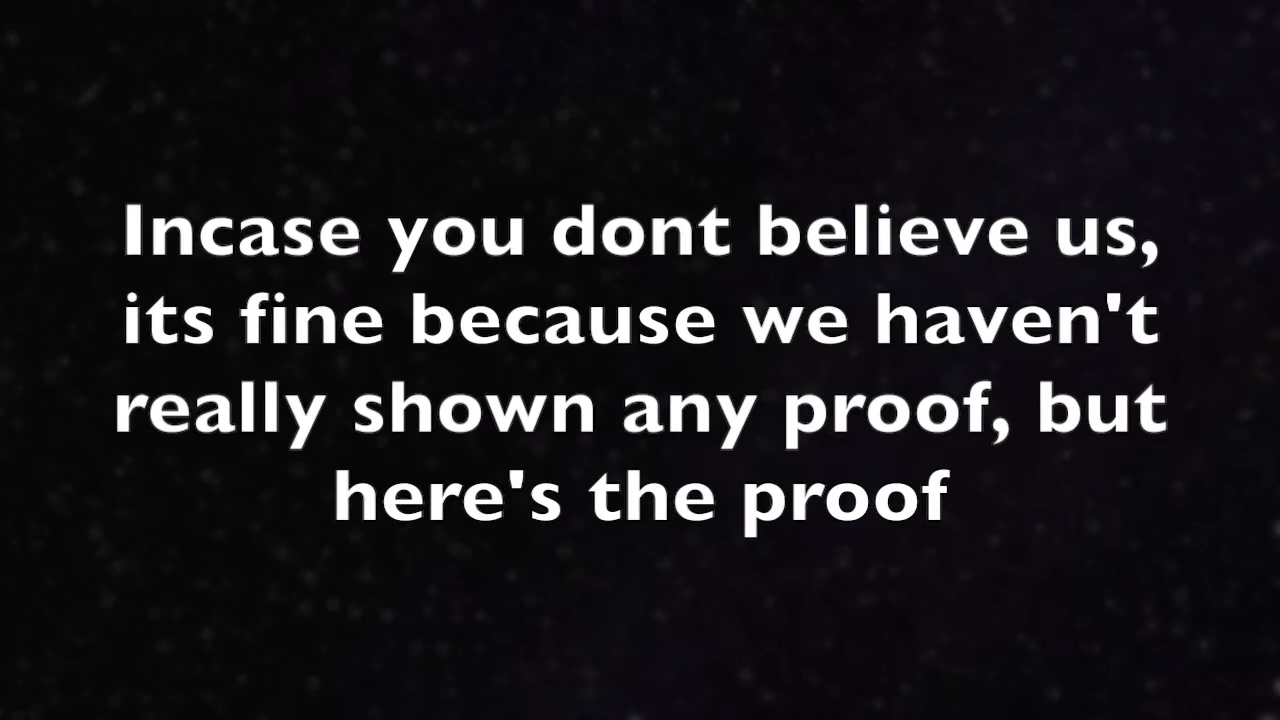 Incase you dont believe us,
its fine because we haven't
really shown any proof, but
here's the proof